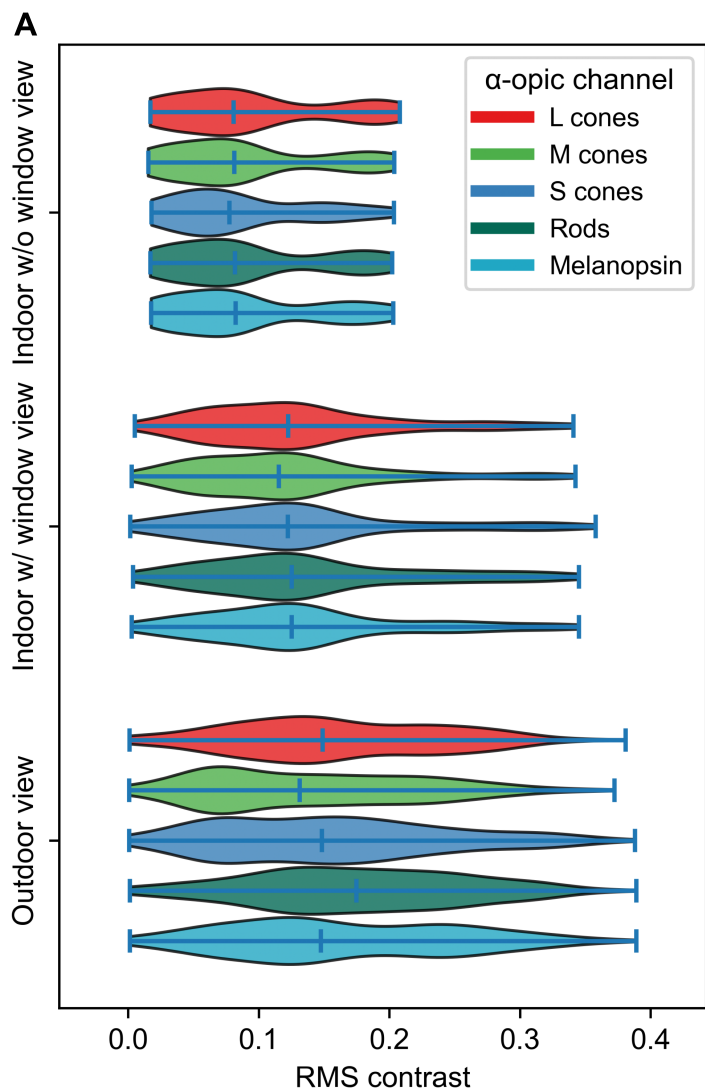 A
α-opic channel
L cones
M cones
S cones
Rods
Melanopsin
Indoor w/o window view
Indoor w/ window view
Outdoor view
0.0 0.1 0.2 0.3 0.4
RMS contrast